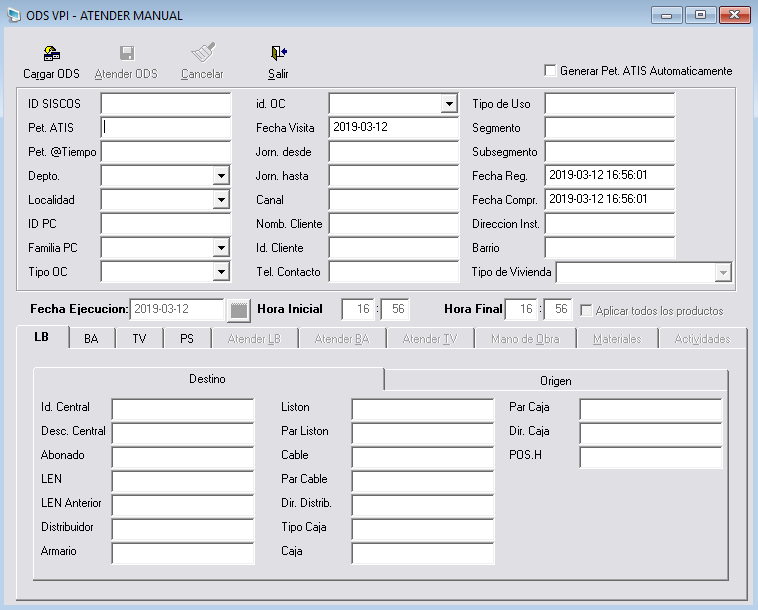 ODS VPI - ATENDER MANUAL
Cargar ODS Atender ODS Cancelar Salir
Generar Pet. ATIS Automaticamente
ID SISCOS id. OC Tipo de Uso
Pet. ATIS Fecha Visita 2019-03-12 Segmento
Pet. @Tiempo Jorn. desde Subsegmento
Depto. Jorn. hasta Fecha Reg. 2019-03-12 16:56:01
Localidad Canal Fecha Compr. 2019-03-12 16:56:01
ID PC Nomb. Cliente Direccion Inst.
Familia PC Id. Cliente Barrio
Tipo OC Tel. Contacto Tipo de Vivienda
Fecha Ejecucion: 2019-03-12 Hora Inicial 16 : 56 Hora Final 16 : 56 Aplicar todos los productos
LB BA TV PS Atender LB Atender BA Atender TV Mano de Obra Materiales Actividades
Destino Origen
Id. Central Liston Par Caja
Desc. Central Par Liston Dir. Caja
Abonado Cable POS.H
LEN Par Cable
LEN Anterior Dir. Distrib.
Distribuidor Tipo Caja
Armario Caja